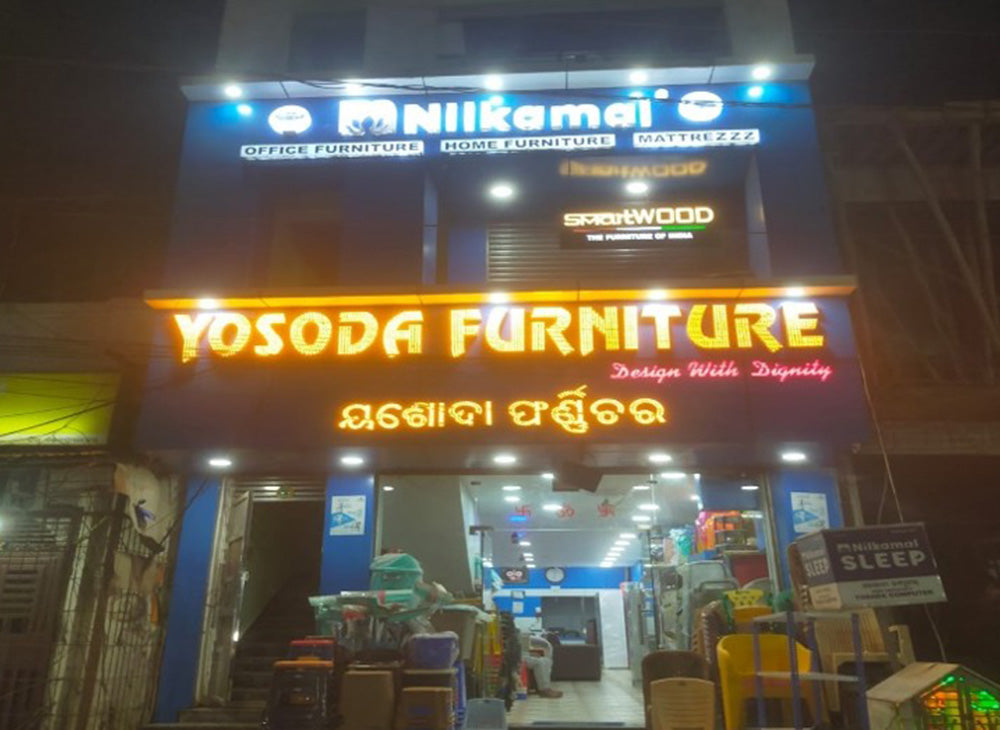 Nilkamal
OFFICE FURNITURE HOME FURNITURE MATTREZZZ
smartWOOD
THE FURNITURE OF INDIA
YOSODA FURNITURE
Design With Dignity
ଯଶୋଦା ଫର୍ଣ୍ଣିଚର
Nilkamal
SLEEP
SLEEP